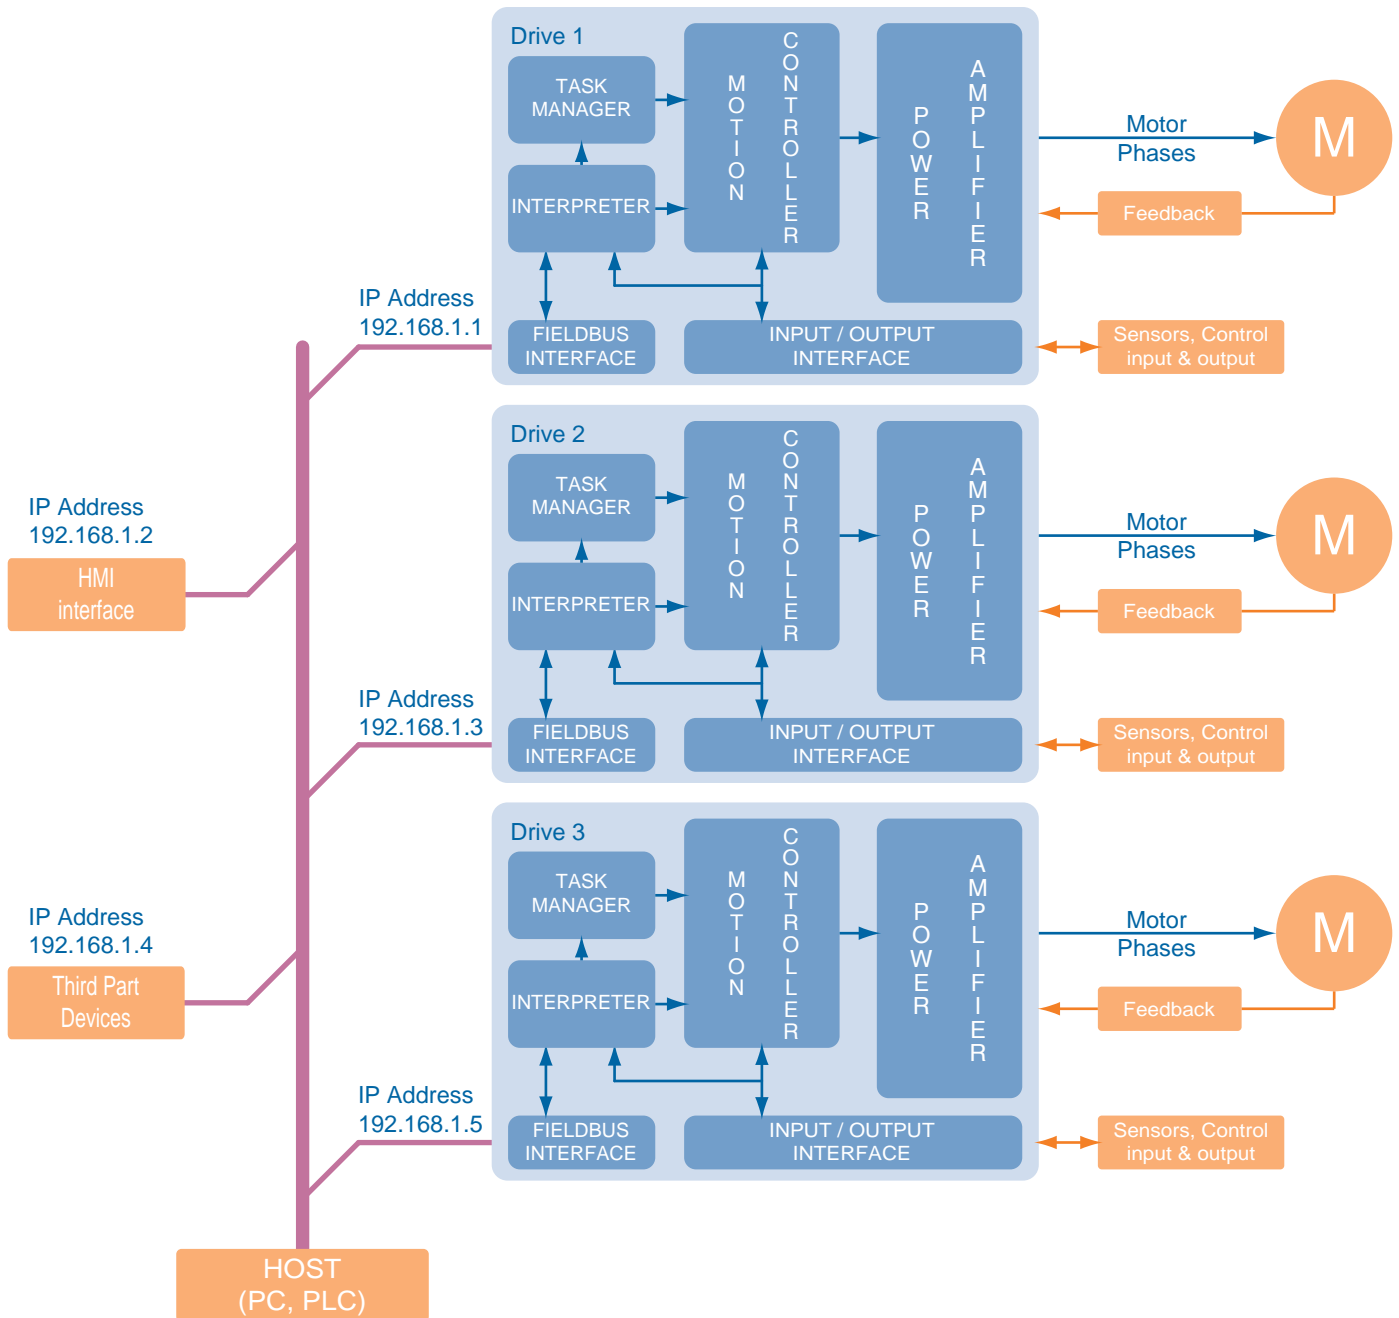 Drive 1
TASK
MANAGER
INTERPRETER
MOTION
CONTROLLER
POWER
AMPLIFIER
Motor
Phases
M
Feedback
IP Address
192.168.1.1
FIELDBUS
INTERFACE
INPUT / OUTPUT
INTERFACE
Sensors, Control
input & output
Drive 2
TASK
MANAGER
INTERPRETER
MOTION
CONTROLLER
POWER
AMPLIFIER
Motor
Phases
M
Feedback
IP Address
192.168.1.2
HMI
interface
IP Address
192.168.1.3
FIELDBUS
INTERFACE
INPUT / OUTPUT
INTERFACE
Sensors, Control
input & output
Drive 3
TASK
MANAGER
INTERPRETER
MOTION
CONTROLLER
POWER
AMPLIFIER
Motor
Phases
M
Feedback
IP Address
192.168.1.4
Third Part
Devices
IP Address
192.168.1.5
FIELDBUS
INTERFACE
INPUT / OUTPUT
INTERFACE
Sensors, Control
input & output
HOST
(PC, PLC)